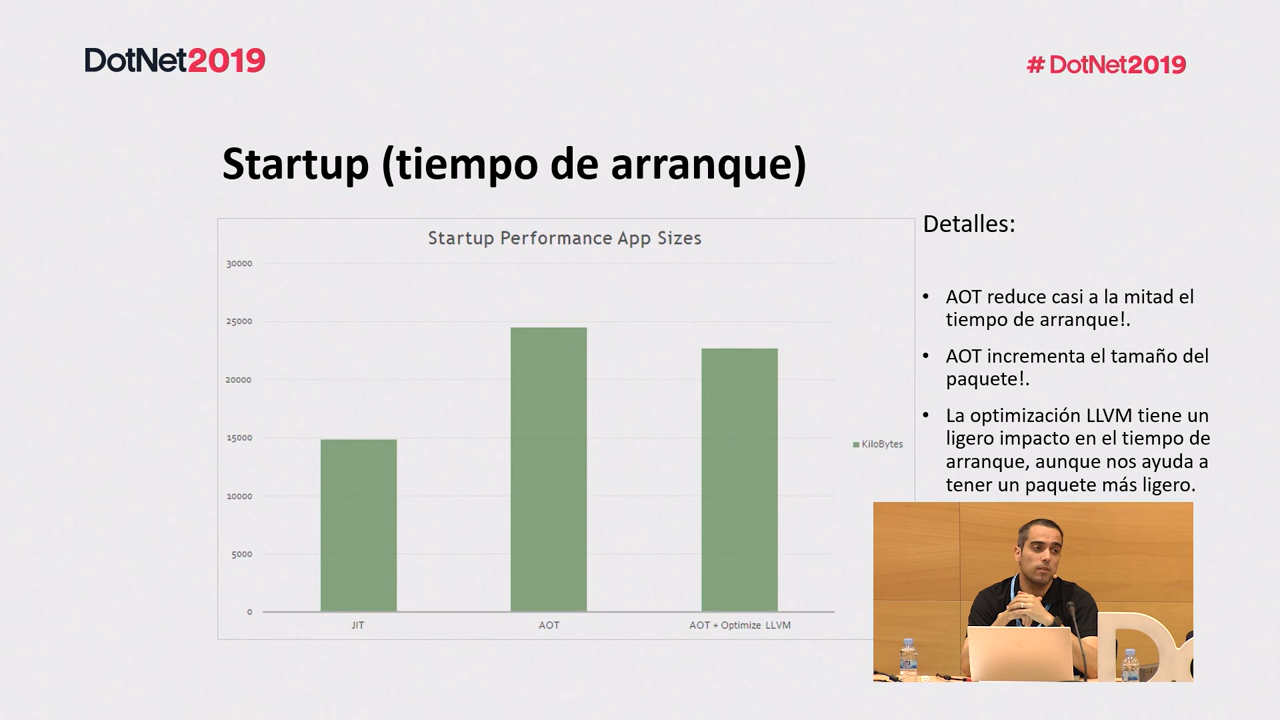 DotNet2019
# DotNet2019
Startup (tiempo de arranque)
Startup Performance App Sizes
30000
25000
20000
15000
10000
5000
0
JIT
AOT
AOT + Optimize LLVM
KiloBytes
Detalles:
• AOT reduce casi a la mitad el
tiempo de arranque!.
• AOT incrementa el tamaño del
paquete!.
• La optimización LLVM tiene un
ligero impacto en el tiempo de
arranque, aunque nos ayuda a
tener un paquete más ligero.